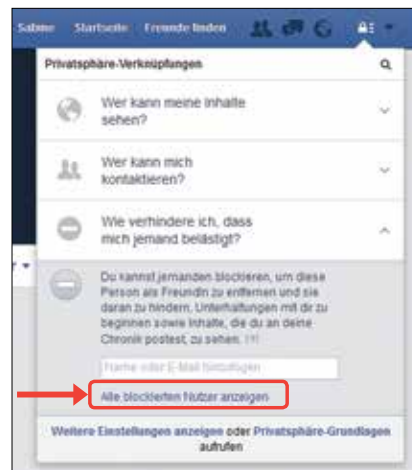 Sabine Startseite Freunde finden
Privatsphäre-Verknüpfungen
Wer kann meine Inhalte
sehen?
Wer kann mich
kontaktieren?
Wie verhindere ich, dass
mich jemand belästigt?
Du kannst jemanden blockieren, um diese
Person als FreundIn zu entfernen und sie
daran zu hindern, Unterhaltungen mit dir zu
beginnen sowie Inhalte, die du an deine
Chronik postest, zu sehen. [?]
Name oder E-Mail hinzufügen
Alle blockierten Nutzer anzeigen
Weitere Einstellungen anzeigen oder Privatsphäre-Grundlagen
aufrufen